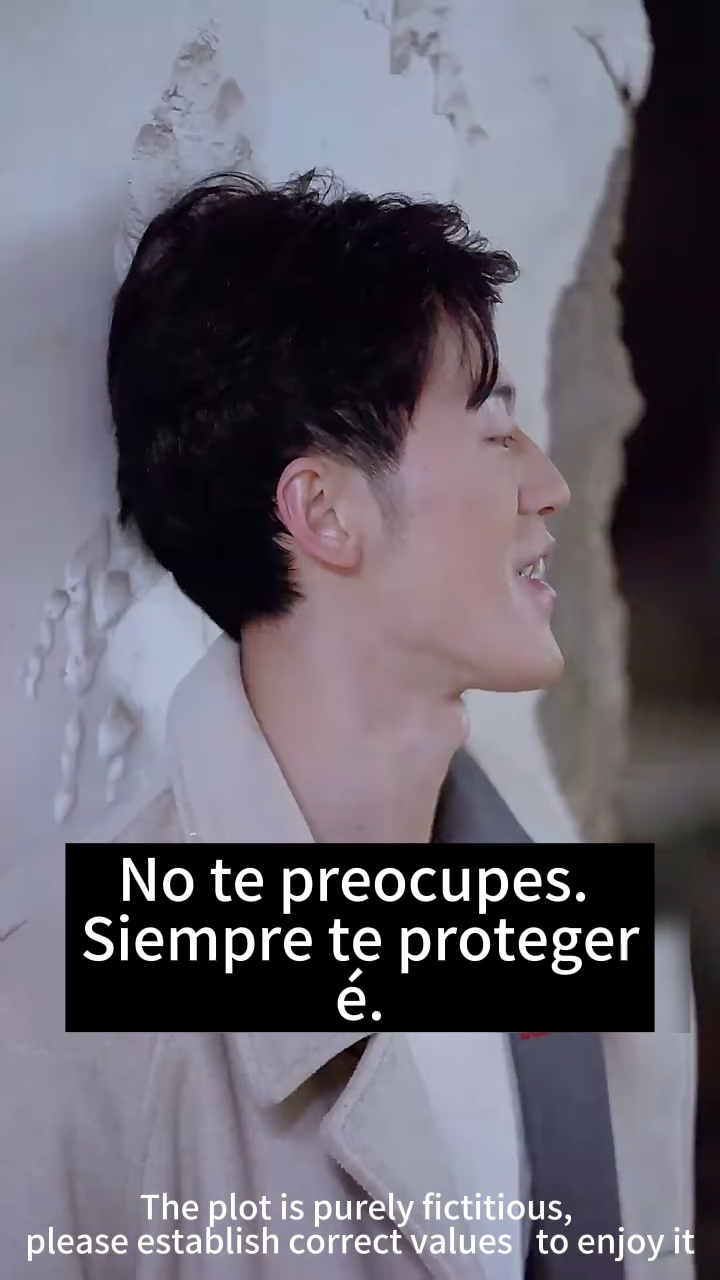 No te preocupes.
Siempre te proteger
é.
The plot is purely fictitious,
please establish correct values to enjoy it